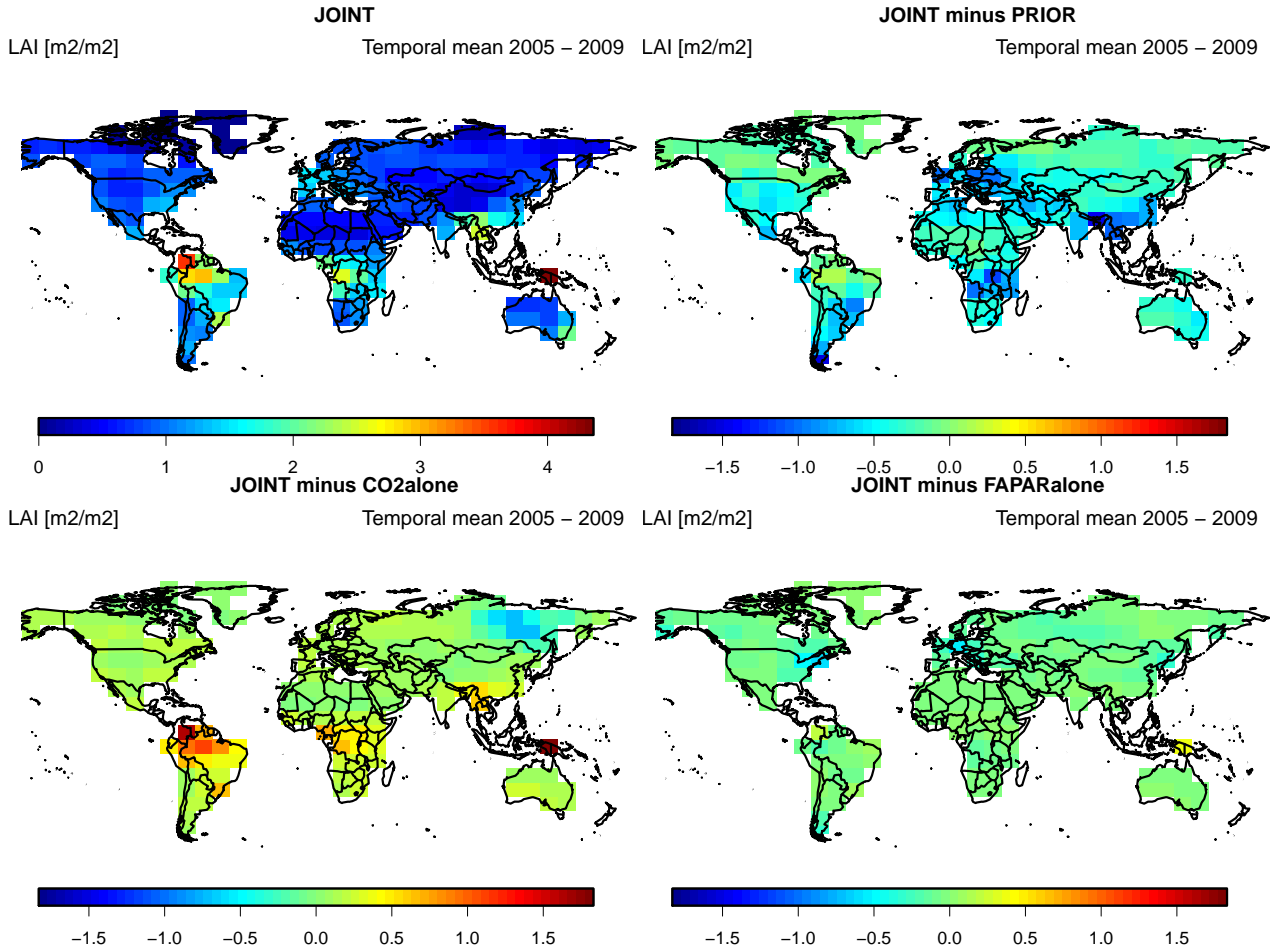 JOINT
LAI [m2/m2] Temporal mean 2005 − 2009
0 1 2 3 4
JOINT minus PRIOR
LAI [m2/m2] Temporal mean 2005 − 2009
−1.5 −1.0 −0.5 0.0 0.5 1.0 1.5
JOINT minus CO2alone
LAI [m2/m2] Temporal mean 2005 − 2009
−1.5 −1.0 −0.5 0.0 0.5 1.0 1.5
JOINT minus FAPARalone
LAI [m2/m2] Temporal mean 2005 − 2009
−1.5 −1.0 −0.5 0.0 0.5 1.0 1.5